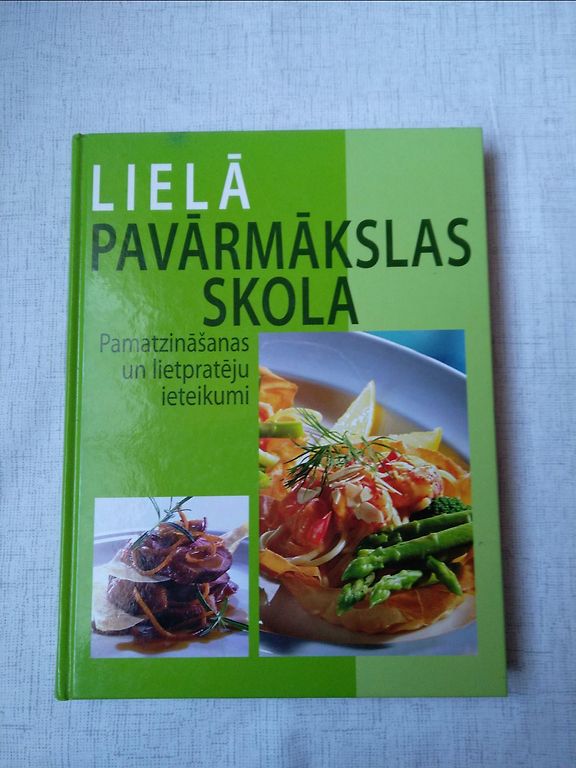 LIELĀ
PAVĀRMĀKSLAS
SKOLA
Pamatzināšanas
un lietpratēju
ieteikumi